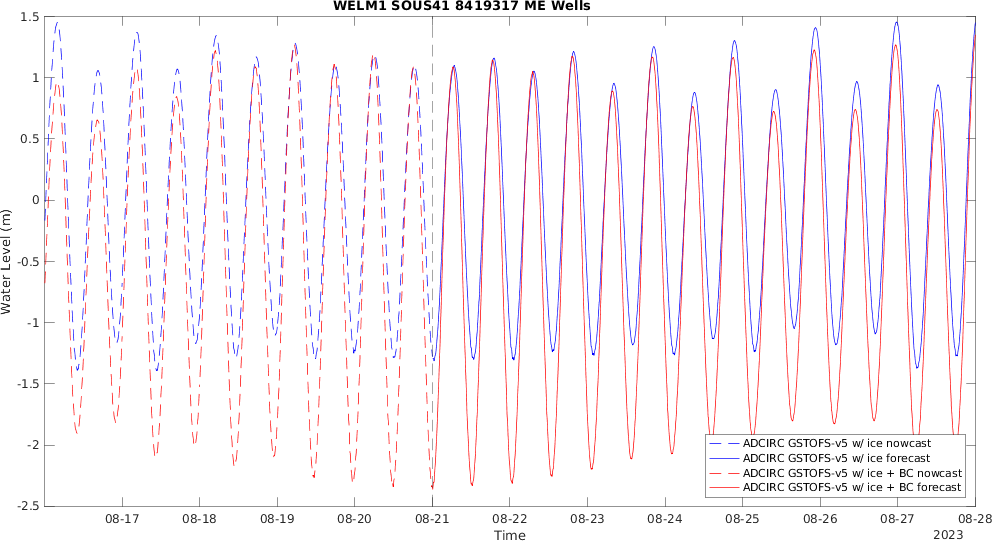 WELM1 SOUS41 8419317 ME Wells
Water Level (m)
1.5
1
0.5
0
-0.5
-1
-1.5
-2
-2.5
08-17 08-18 08-19 08-20 08-21 08-22 08-23 08-24 08-25 08-26 08-27 08-28
Time
2023
ADCIRC GSTOFS-v5 w/ ice nowcast
ADCIRC GSTOFS-v5 w/ ice forecast
ADCIRC GSTOFS-v5 w/ ice + BC nowcast
ADCIRC GSTOFS-v5 w/ ice + BC forecast